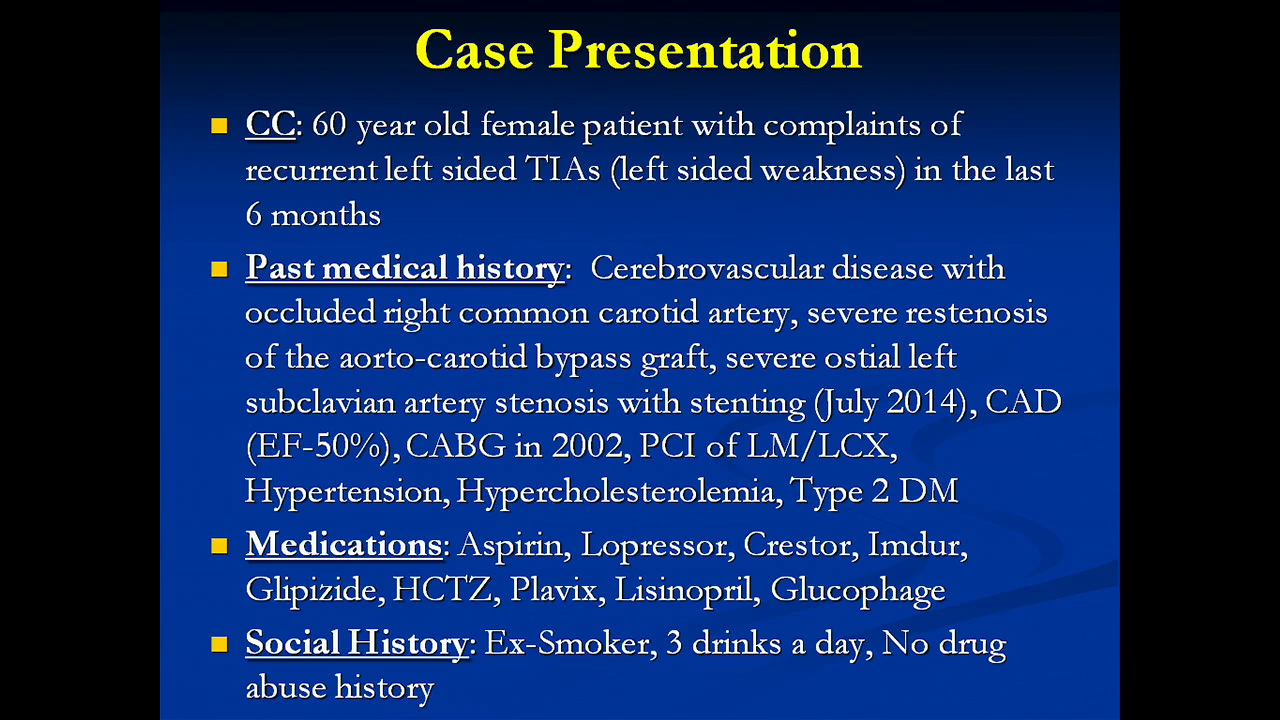 Case Presentation
CC: 60 year old female patient with complaints of
recurrent left sided TIAs (left sided weakness) in the last
6 months
Past medical history: Cerebrovascular disease with
occluded right common carotid artery, severe restenosis
of the aorto-carotid bypass graft, severe ostial left
subclavian artery stenosis with stenting (July 2014), CAD
(EF-50%), CABG in 2002, PCI of LM/LCX,
Hypertension, Hypercholesterolemia, Type 2 DM
Medications: Aspirin, Lopressor, Crestor, Imdur,
Glipizide, HCTZ, Plavix, Lisinopril, Glucophage
Social History: Ex-Smoker, 3 drinks a day, No drug
abuse history